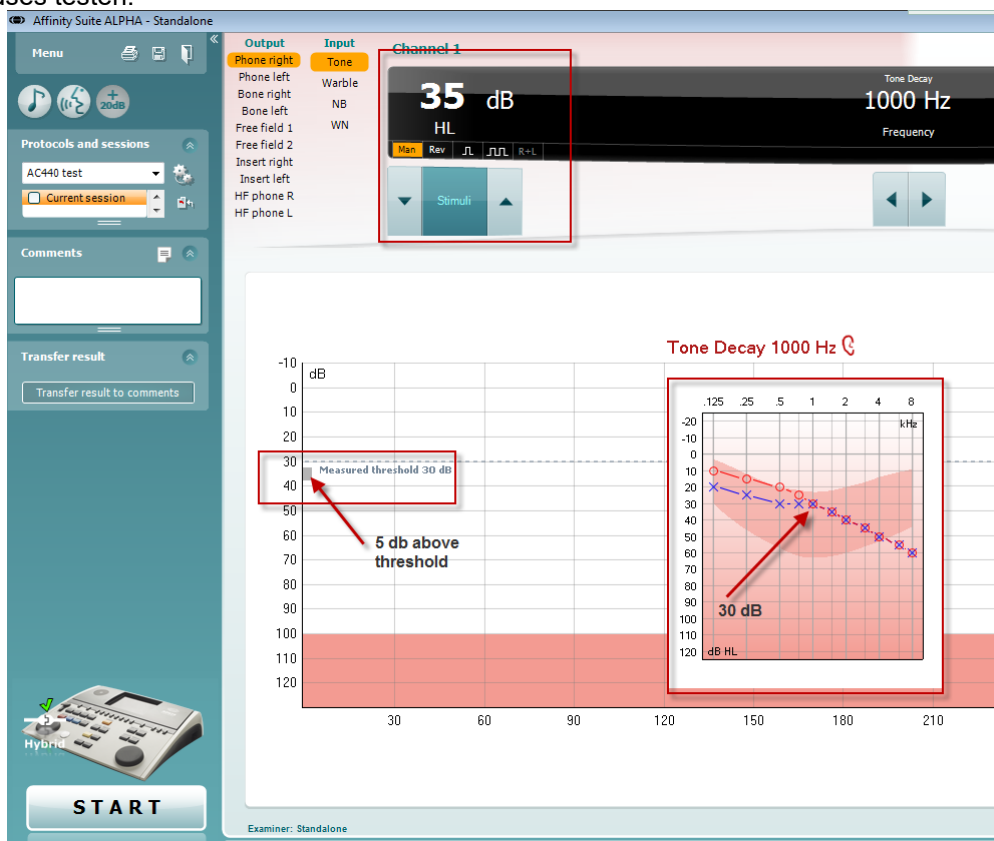 uses testen.
Affinity Suite ALPHA - Standalone
Menu
+
20dB
Protocols and sessions
AC440 test
Current session
Comments
Transfer result
Transfer result to comments
Hybrid
START
Output
Phone right
Phone left
Bone right
Bone left
Free field 1
Free field 2
Insert right
Insert left
HF phone R
HF phone L
Input
Tone
Warble
NB
WN
Channel 1
35 dB
HL
Man Rev R+L
Stimuli
Tone Decay
1000 Hz
Frequency
Tone Decay 1000 Hz
dB
-10
0
10
20
30
40
50
60
70
80
90
100
110
120
Measured threshold 30 dB
5 db above
threshold
30 60 90 120 150 180 210
.125 .25 .5 1 2 4 8
kHz
-20
-10
0
10
20
30
40
50
60
70
80
90
100
110
120
dB HL
30 dB
Examiner: Standalone